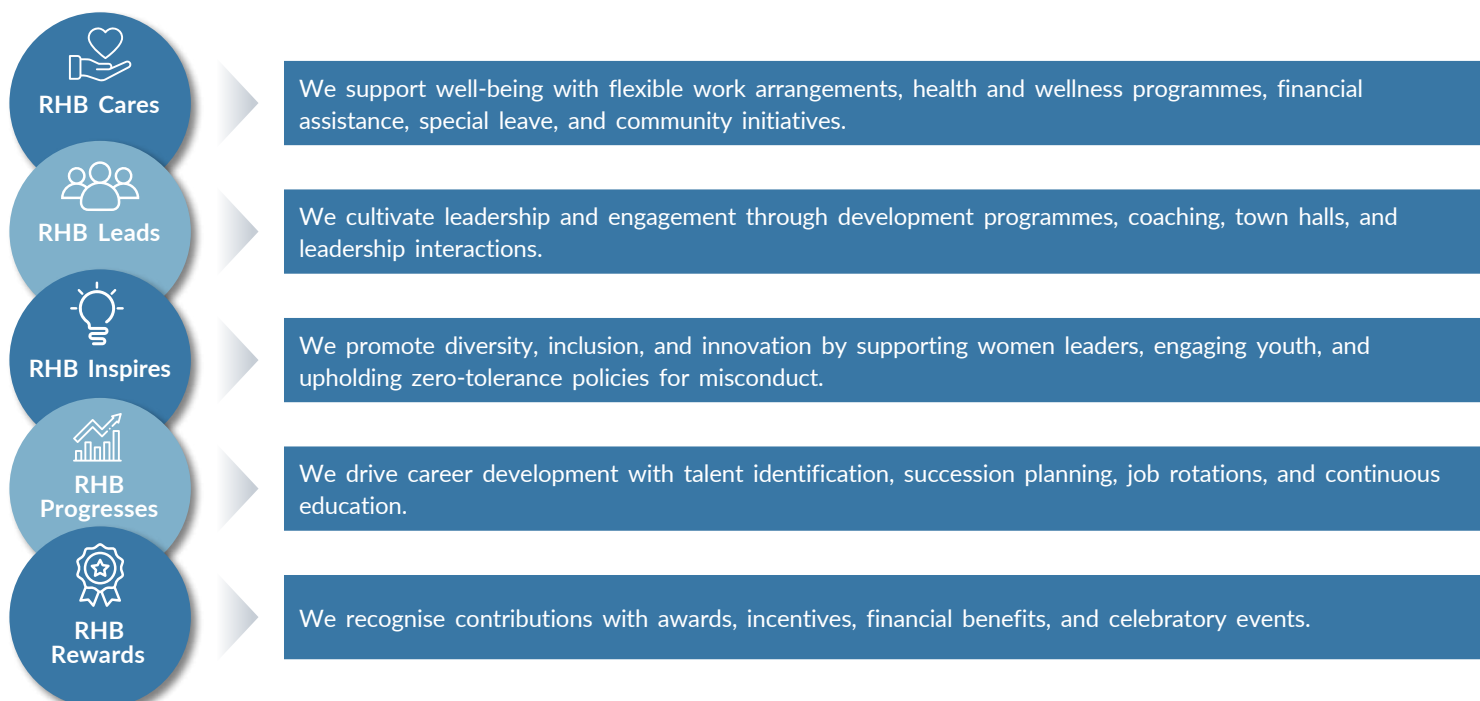 RHB Cares
We support well-being with flexible work arrangements, health and wellness programmes, financial
assistance, special leave, and community initiatives.
RHB Leads
We cultivate leadership and engagement through development programmes, coaching, town halls, and
leadership interactions.
RHB Inspires
We promote diversity, inclusion, and innovation by supporting women leaders, engaging youth, and
upholding zero-tolerance policies for misconduct.
RHB
Progresses
We drive career development with talent identification, succession planning, job rotations, and continuous
education.
RHB
Rewards
We recognise contributions with awards, incentives, financial benefits, and celebratory events.